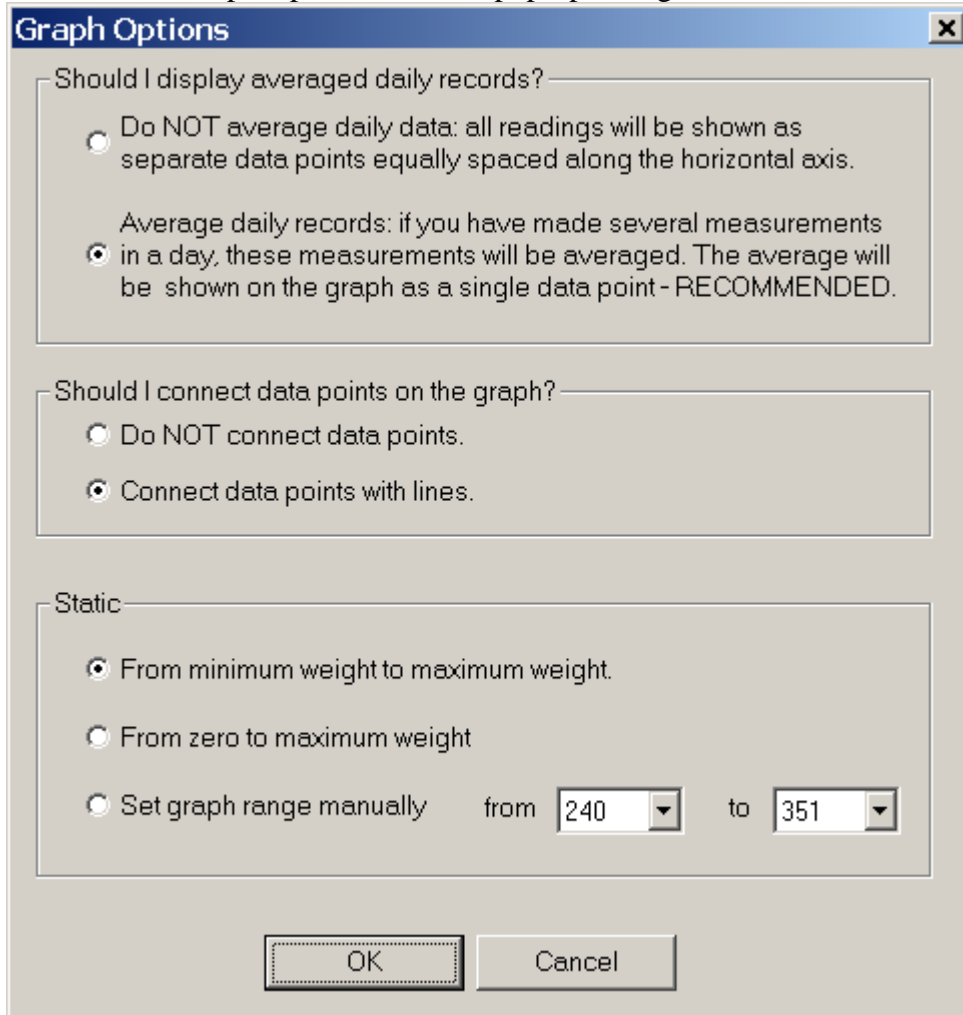 Graph Options
Should I display averaged daily records?
Do NOT average daily data: all readings will be shown as
separate data points equally spaced along the horizontal axis.
Average daily records: if you have made several measurements
in a day, these measurements will be averaged. The average will
be  shown on the graph as a single data point - RECOMMENDED.
Should I connect data points on the graph?
Do NOT connect data points.
Connect data points with lines.
Static
From minimum weight to maximum weight.
From zero to maximum weight
Set graph range manually from 240 to 351
OK Cancel